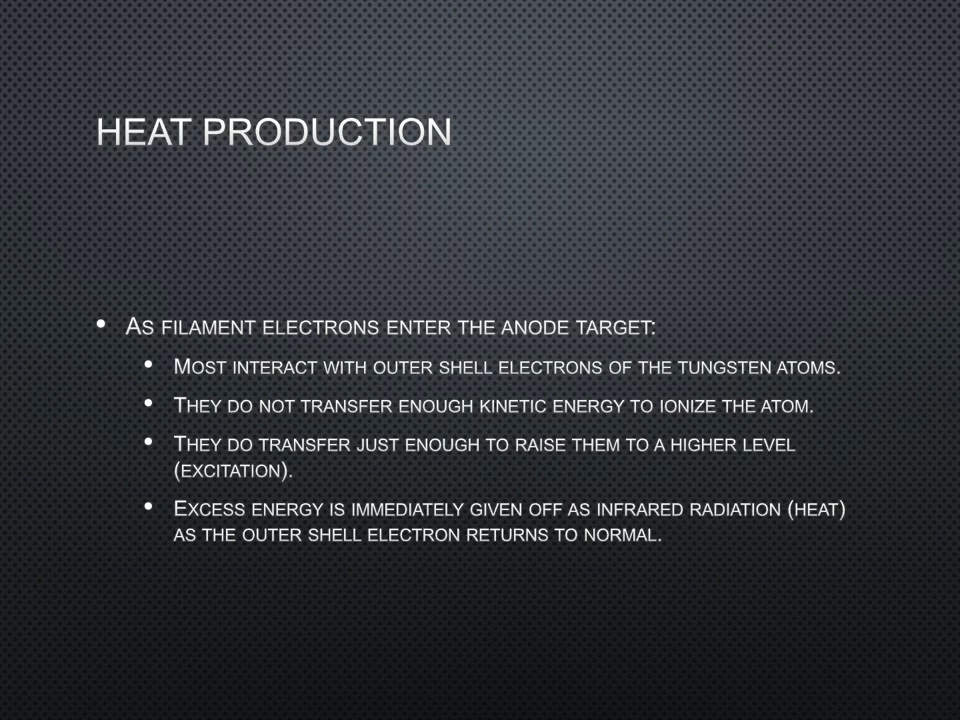 HEAT PRODUCTION
• As filament electrons enter the anode target:
• Most interact with outer shell electrons of the tungsten atoms.
• They do not transfer enough kinetic energy to ionize the atom.
• They do transfer just enough to raise them to a higher level
(excitation).
• Excess energy is immediately given off as infrared radiation (heat)
as the outer shell electron returns to normal.